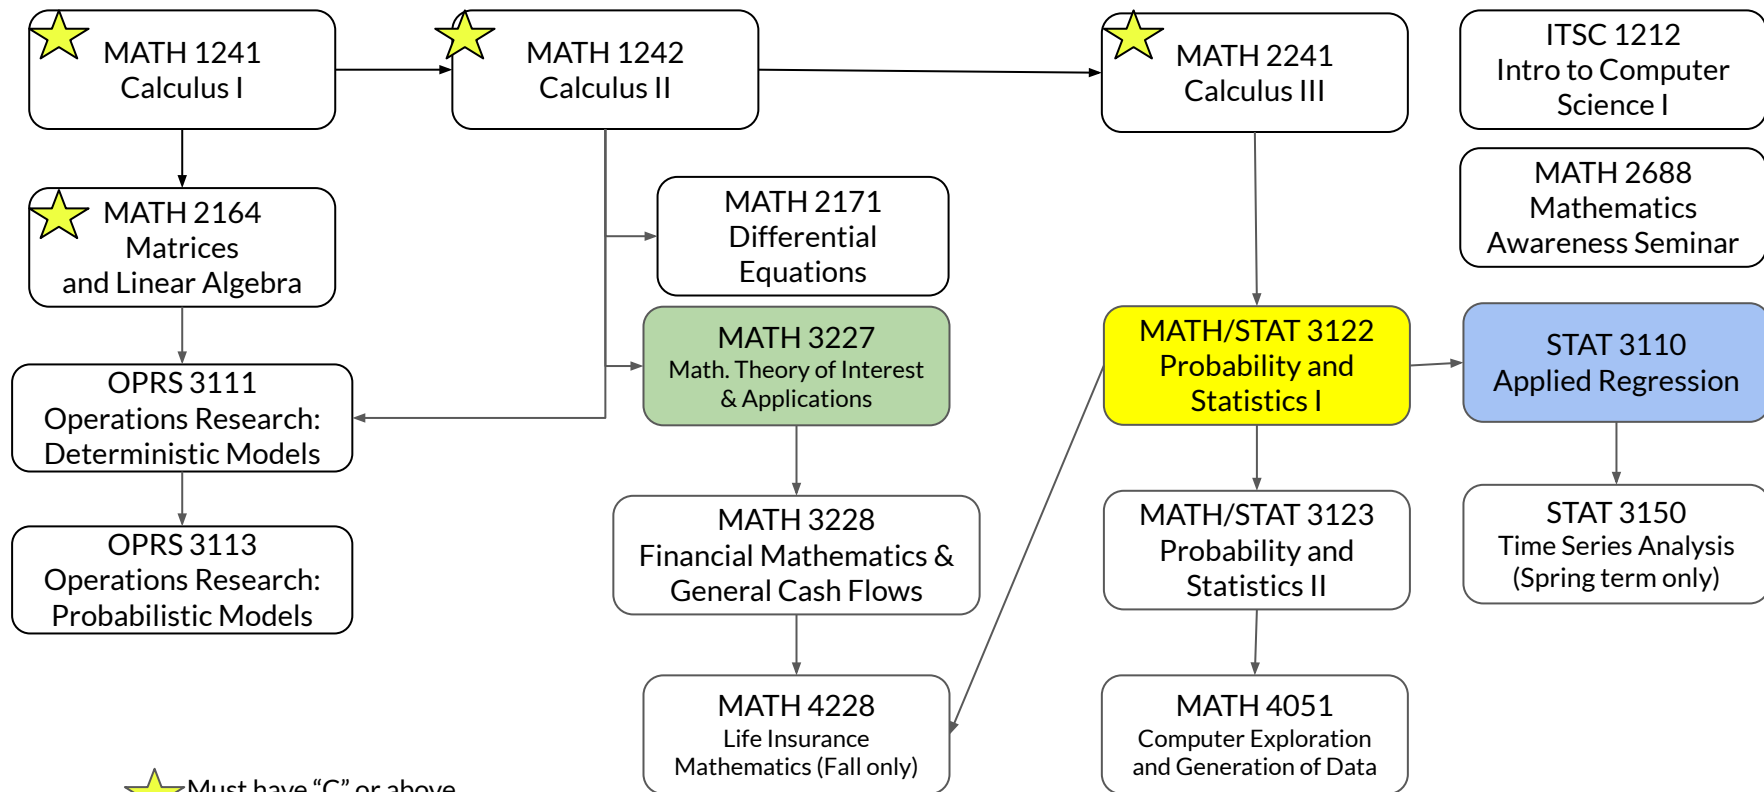 MATH 1241
Calculus I
MATH 1242
Calculus II
MATH 2241
Calculus III
ITSC 1212
Intro to Computer
Science I
MATH 2688
Mathematics
Awareness Seminar
MATH 2164
Matrices
and Linear Algebra
MATH 2171
Differential
Equations
MATH 3227
Math. Theory of Interest
& Applications
MATH/STAT 3122
Probability and
Statistics I
STAT 3110
Applied Regression
OPRS 3111
Operations Research:
Deterministic Models
MATH 3228
Financial Mathematics &
General Cash Flows
MATH/STAT 3123
Probability and
Statistics II
STAT 3150
Time Series Analysis
(Spring term only)
OPRS 3113
Operations Research:
Probabilistic Models
MATH 4228
Life Insurance
Mathematics (Fall only)
MATH 4051
Computer Exploration
and Generation of Data
Must have “C” or above